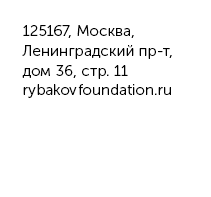 125167, Москва,
Ленинградский пр-т,
дом 36, стр. 11
rybakovfoundation.ru